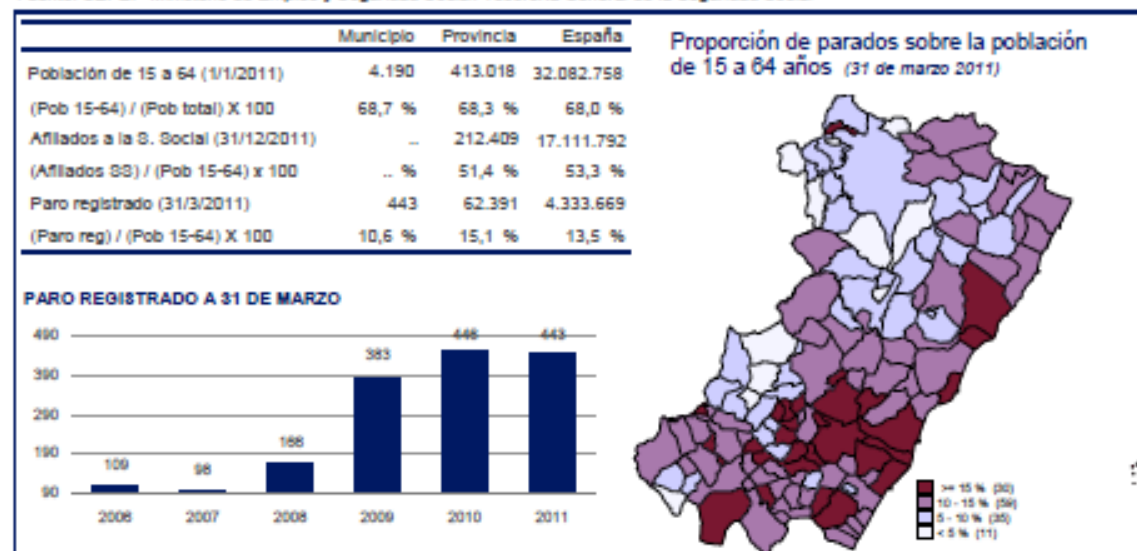 Municipio Provincia España
Población de 15 a 64 (1/1/2011) 4.190 413.018 32.082.758
(Pob 15-64) / (Pob total) X 100 68,7 % 68,3 % 68,0 %
Afiliados a la S. Social (31/12/2011) .. 212.409 17.111.792
(Afiliados SS) / (Pob 15-64) x 100 .. % 51,4 % 53,3 %
Paro registrado (31/3/2011) 443 62.391 4.333.669
(Paro reg) / (Pob 15-64) X 100 10,6 % 15,1 % 13,5 %
PARO REGISTRADO A 31 DE MARZO
490
390
290
190
90
109 98 166 383 446 443
2006 2007 2008 2009 2010 2011
Proporción de parados sobre la población
de 15 a 64 años (31 de marzo 2011)
>= 15 % (30)
10 - 15 % (59)
5 - 10 % (35)
< 5 % (11)